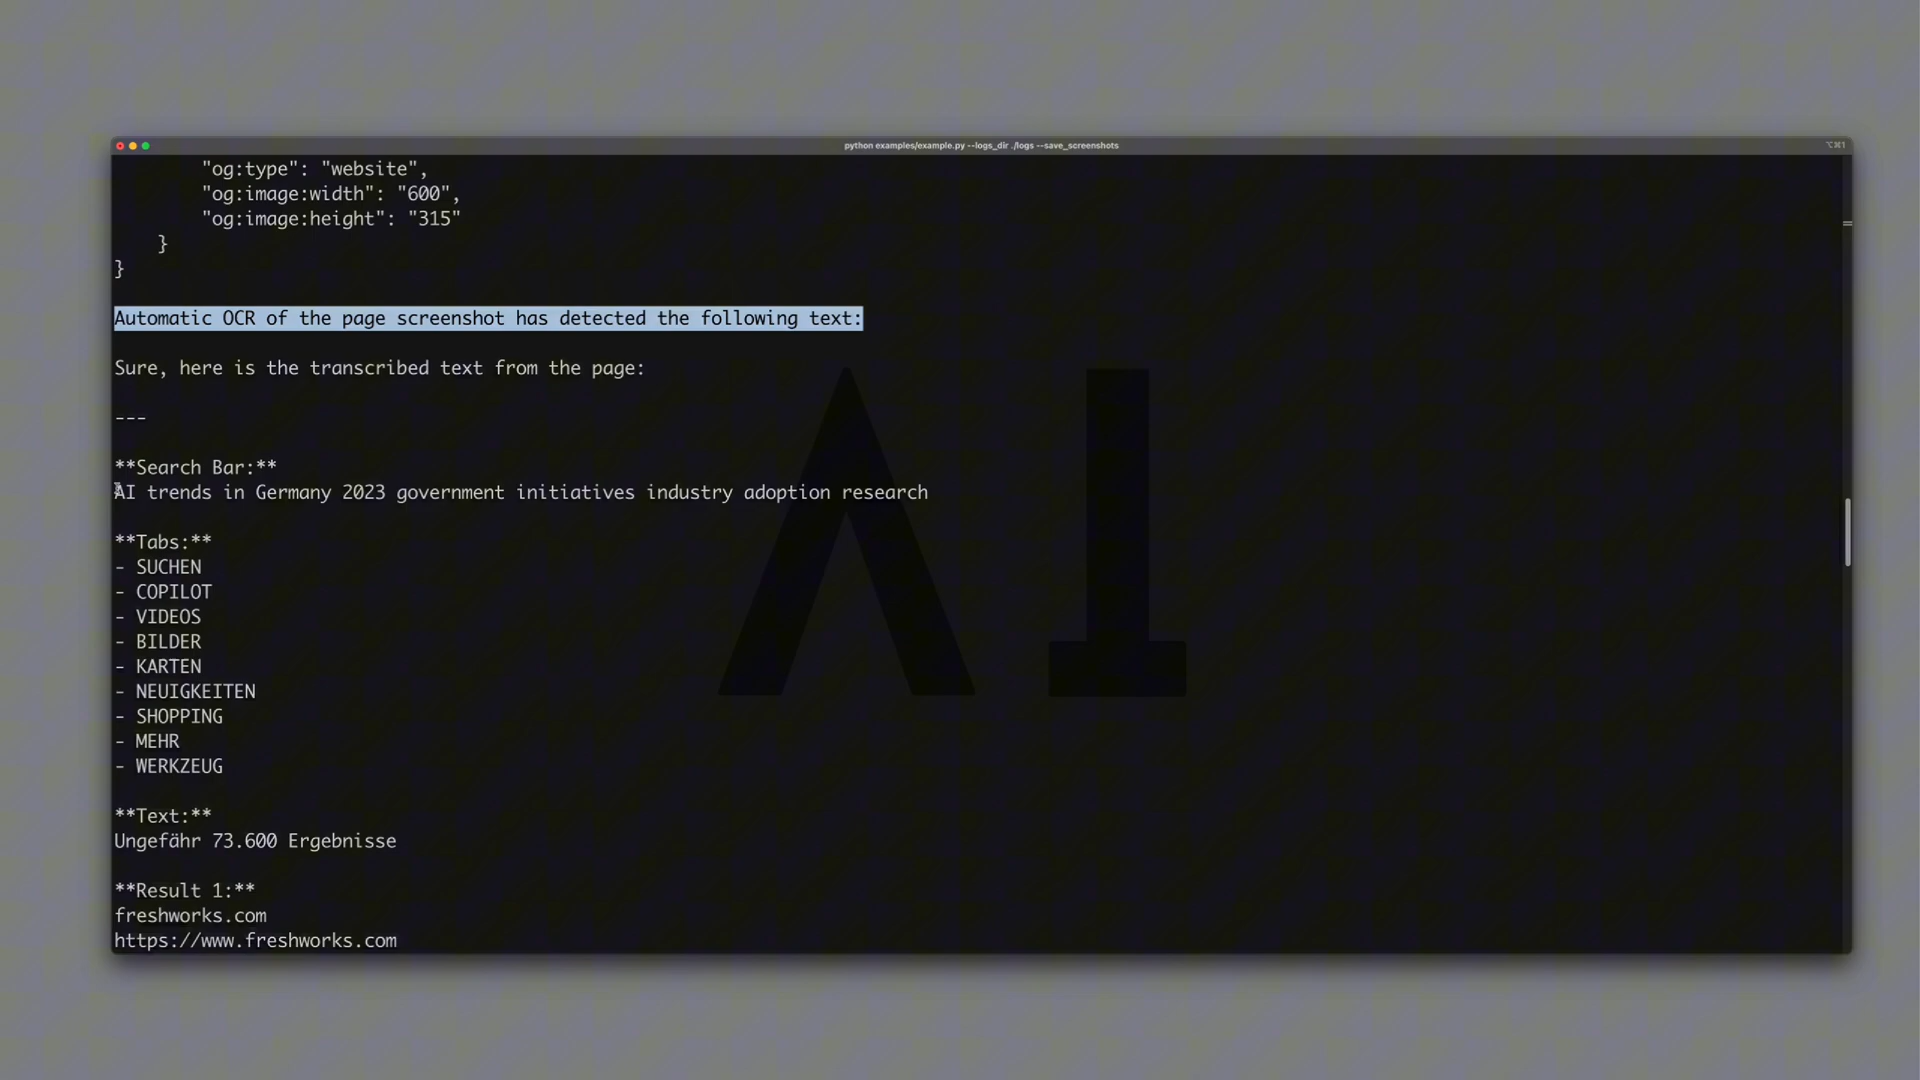 python examples/example.py --logs_dir ./logs --save_screenshots
⌥⌘1
"og:type": "website",
"og:image:width": "600",
"og:image:height": "315"
}
}
Automatic OCR of the page screenshot has detected the following text:
Sure, here is the transcribed text from the page:
---
**Search Bar:**
AI trends in Germany 2023 government initiatives industry adoption research
**Tabs:**
- SUCHEN
- COPILOT
- VIDEOS
- BILDER
- KARTEN
- NEUIGKEITEN
- SHOPPING
- MEHR
- WERKZEUG
**Text:**
Ungefähr 73.600 Ergebnisse
**Result 1:**
freshworks.com
https://www.freshworks.com
AI